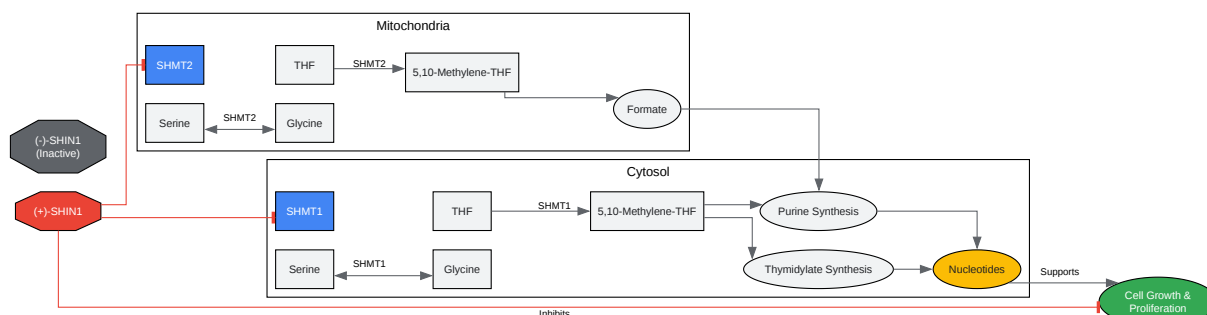 Mitochondria
SHMT2
THF
SHMT2
5,10-Methylene-THF
Serine
SHMT2
Glycine
Formate
(-)-SHIN1
(Inactive)
Cytosol
(+)-SHIN1
SHMT1
THF
SHMT1
5,10-Methylene-THF
Purine Synthesis
Serine
SHMT1
Glycine
Thymidylate Synthesis
Nucleotides
Supports
Cell Growth &
Proliferation
Inhibits